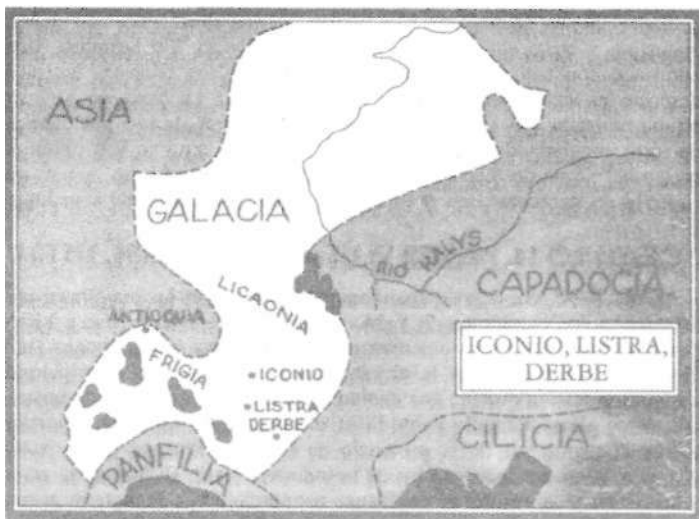 ASIA
GALACIA
RIO HALYS
CAPADOCIA
LICAONIA
ANTIOQUIA
ICONIO, LISTRA,
DERBE
FRIGIA
ICONIO
LISTRA
DERBE
CILICIA
PANFILIA